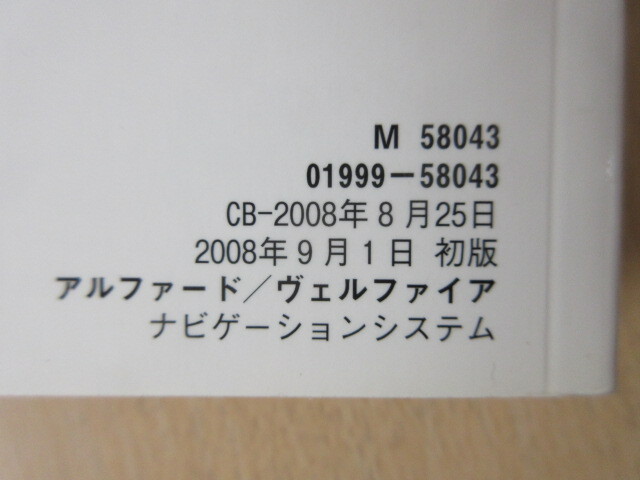 M 58043
01999-58043
CB-2008年8月25日
2008年9月1日 初版
アルファード/ヴェルファイア
ナビゲーションシステム